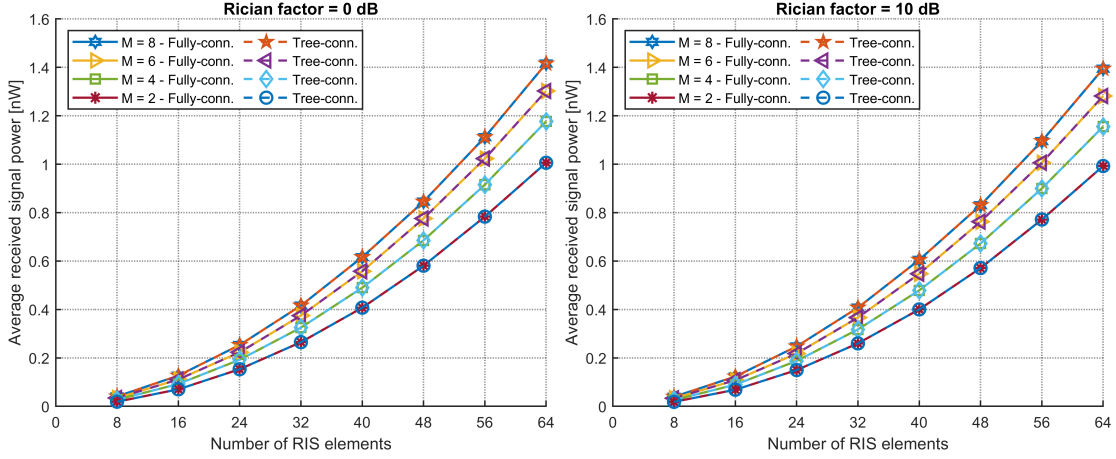 Rician factor = 0 dB
1.6
1.4
1.2
1
0.8
0.6
0.4
0.2
0
Average received signal power [nW]
M = 8 - Fully-conn. Tree-conn.
M = 6 - Fully-conn. Tree-conn.
M = 4 - Fully-conn. Tree-conn.
M = 2 - Fully-conn. Tree-conn.
0 8 16 24 32 40 48 56 64
Number of RIS elements
Rician factor = 10 dB
1.6
1.4
1.2
1
0.8
0.6
0.4
0.2
0
Average received signal power [nW]
M = 8 - Fully-conn. Tree-conn.
M = 6 - Fully-conn. Tree-conn.
M = 4 - Fully-conn. Tree-conn.
M = 2 - Fully-conn. Tree-conn.
0 8 16 24 32 40 48 56 64
Number of RIS elements